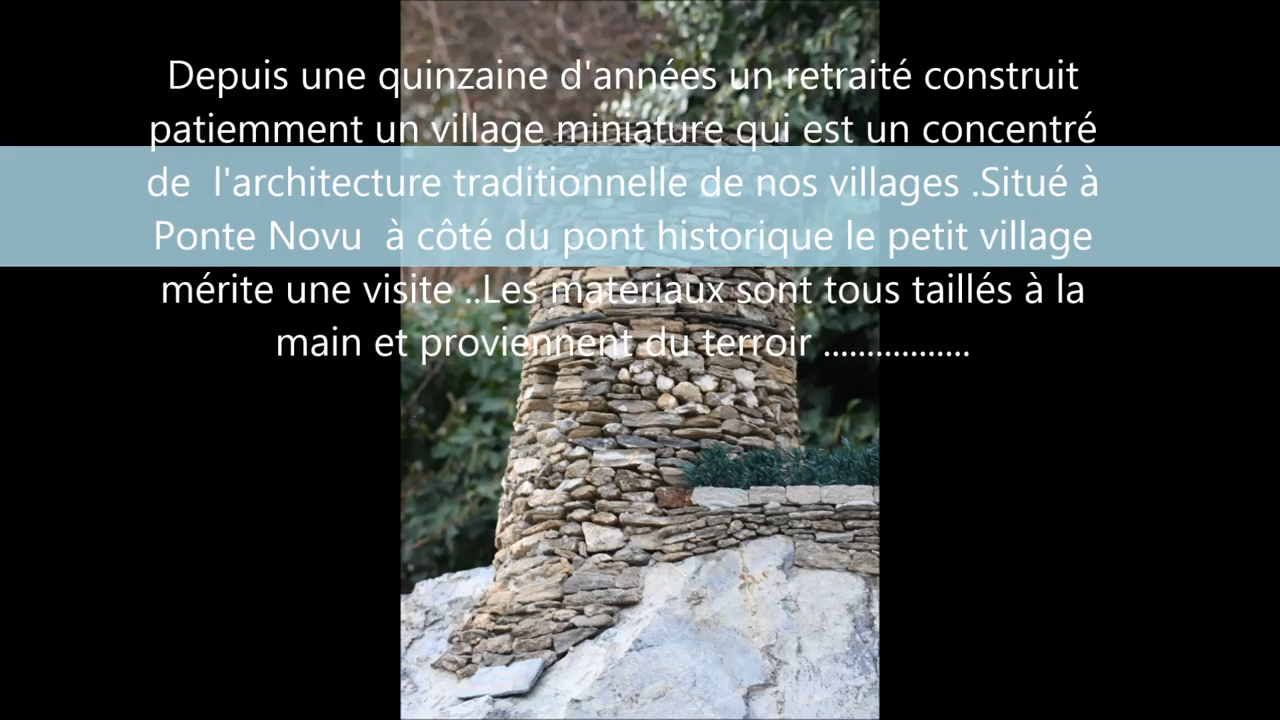 Depuis une quinzaine d'années un retraité construit
patiemment un village miniature qui est un concentré
de  l'architecture traditionnelle de nos villages .Situé à
Ponte Novu  à côté du pont historique le petit village
mérite une visite ..Les materiaux sont tous taillés à la
main et proviennent du terroir .................